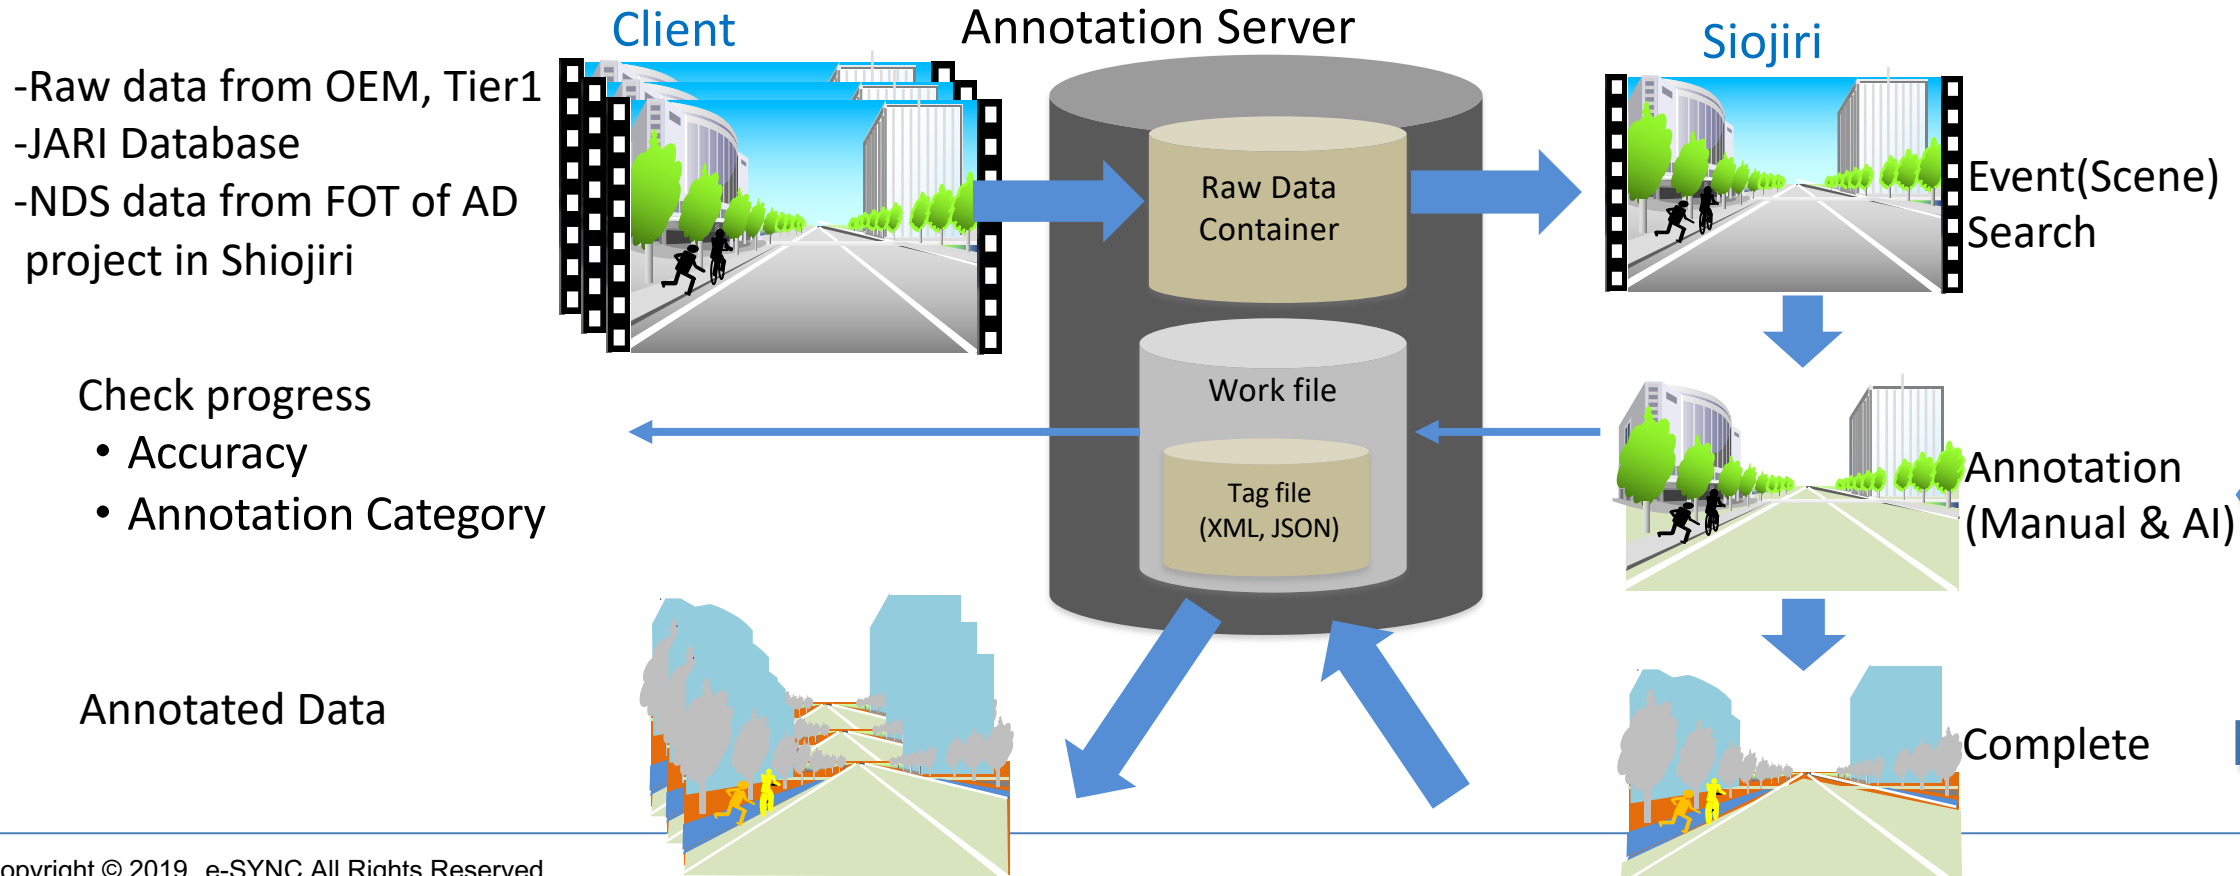 Client
Annotation Server
Siojiri
-Raw data from OEM, Tier1
-JARI Database
-NDS data from FOT of AD
project in Shiojiri
Raw Data
Container
Event(Scene)
Search
Check progress
• Accuracy
• Annotation Category
Work file
Tag file
(XML, JSON)
Annotation
(Manual & AI)
Annotated Data
Complete
opyright © 2019 e-SYNC All Rights Reserved